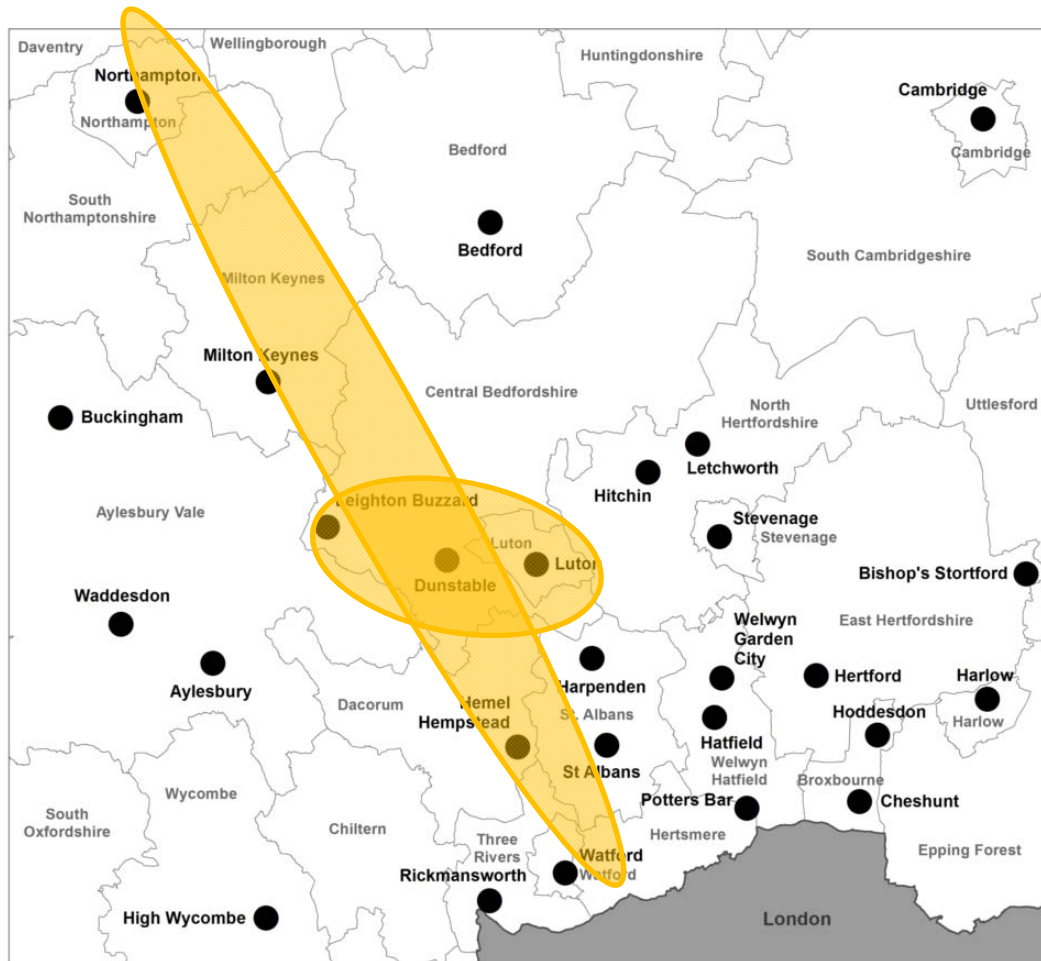 Daventry
Wellingborough
Huntingdonshire
Northampton
Cambridge
Northampton
Bedford
Cambridge
South
Northamptonshire
Bedford
South Cambridgeshire
Milton Keynes
Milton Keynes
Central Bedfordshire
North
Hertfordshire
Uttlesford
Buckingham
Letchworth
Hitchin
Leighton Buzzard
Aylesbury Vale
Stevenage
Stevenage
Luton
Luton
Dunstable
Bishop's Stortford
Waddesdon
Welwyn
Garden
City
East Hertfordshire
Aylesbury
Harpenden
Hertford
Harlow
Dacorum
Hemel
Hempstead
St. Albans
Hoddesdon
Harlow
Hatfield
St Albans
Welwyn
Hatfield
Wycombe
Broxbourne
Potters Bar
Cheshunt
South
Oxfordshire
Chiltern
Three
Rivers
Hertsmere
Epping Forest
Watford
Watford
Rickmansworth
High Wycombe
London